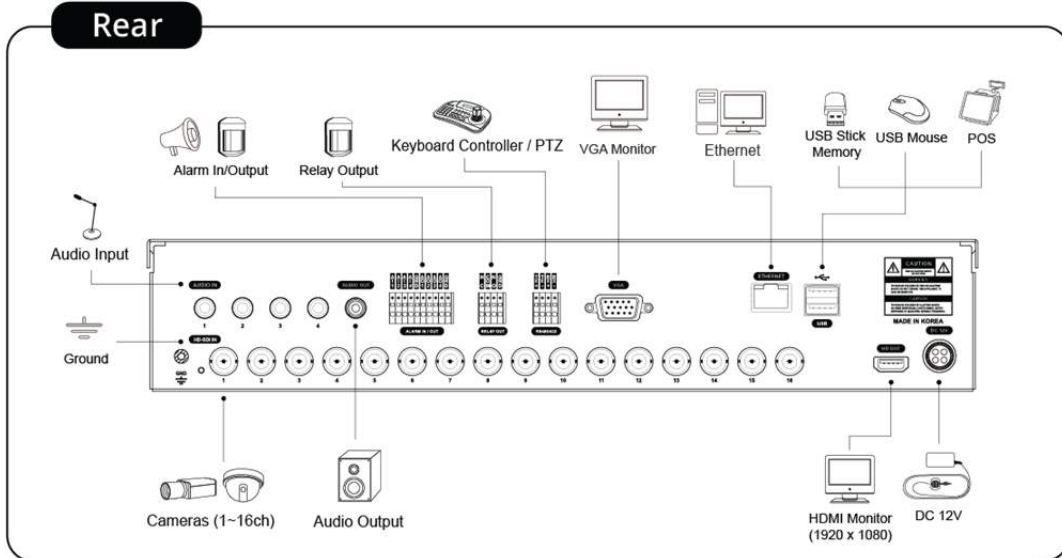 Rear
Alarm In/Output
Relay Output
Keyboard Controller / PTZ
VGA Monitor
Ethernet
USB Stick
Memory
USB Mouse
POS
Audio Input
Ground
AUDIO IN
AUDIO OUT
1 2 3 4
ALARM IN / OUT
RELAY OUT
VGA
ETHERNET
USB
CAUTION
MADE IN KOREA
DC 12V
HD-SDI IN
HD OUT
1 2 3 4 5 6 7 8 9 10 11 12 13 14 15 16
Cameras (1~16ch)
Audio Output
HDMI Monitor
(1920 x 1080)
DC 12V